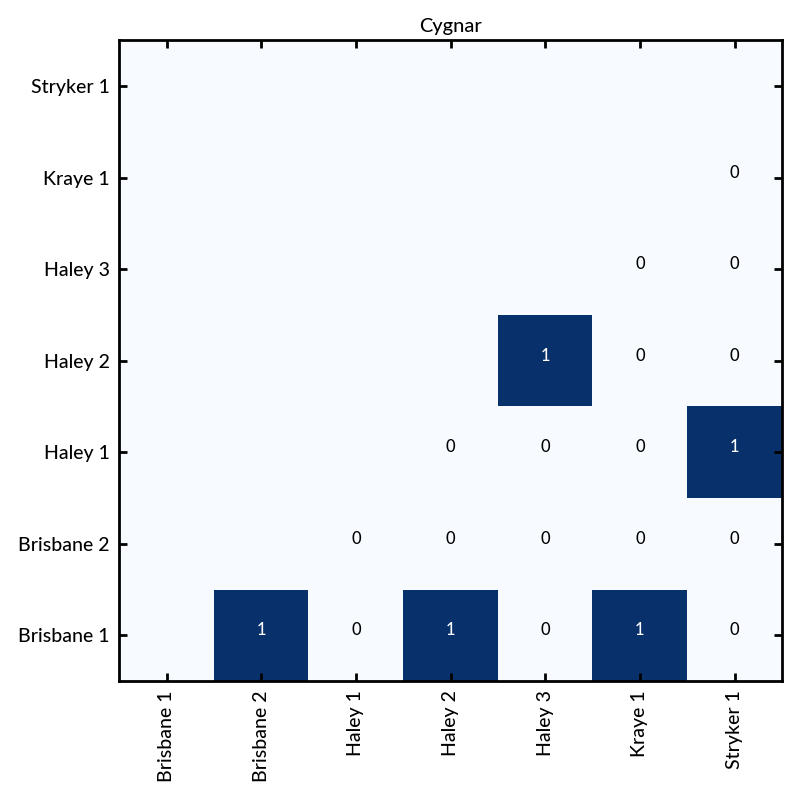 Cygnar
Stryker 1
Kraye 1 0
Haley 3 0 0
Haley 2 1 0 0
Haley 1 0 0 0 1
Brisbane 2 0 0 0 0 0
Brisbane 1 1 0 1 0 1 0
Brisbane 1
Brisbane 2
Haley 1
Haley 2
Haley 3
Kraye 1
Stryker 1